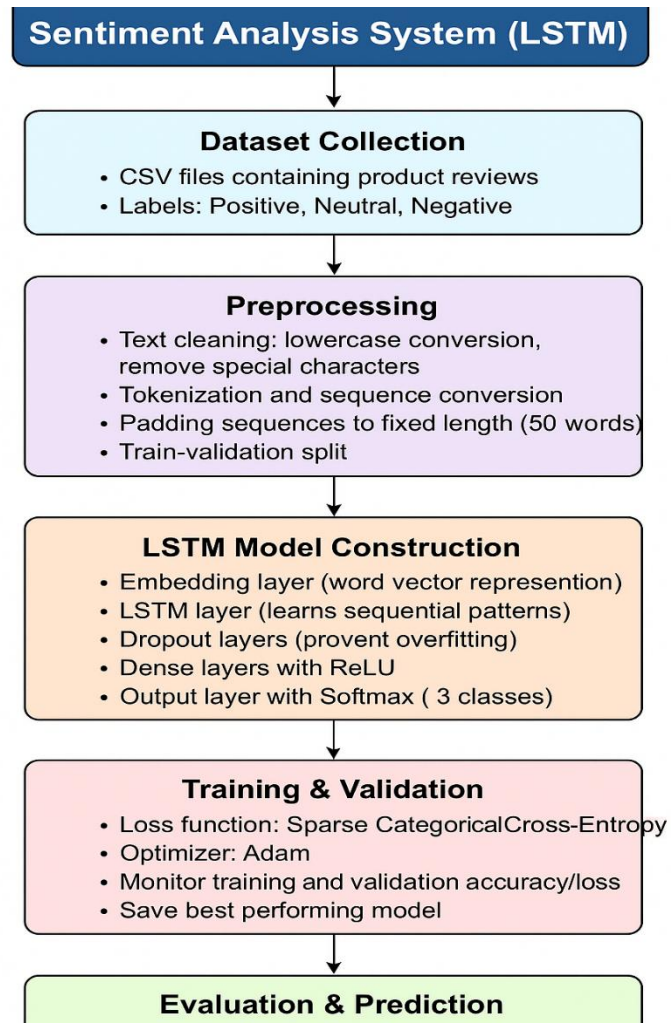 Sentiment Analysis System (LSTM)
Dataset Collection
• CSV files containing product reviews
• Labels: Positive, Neutral, Negative
Preprocessing
• Text cleaning: lowercase conversion,
remove special characters
• Tokenization and sequence conversion
• Padding sequences to fixed length (50 words)
• Train-validation split
LSTM Model Construction
• Embedding layer (word vector represention)
• LSTM layer (learns sequential patterns)
• Dropout layers (provent overfitting)
• Dense layers with ReLU
• Output layer with Softmax ( 3 classes)
Training & Validation
• Loss function: Sparse CategoricalCross-Entropy
• Optimizer: Adam
• Monitor training and validation accuracy/loss
• Save best performing model
Evaluation & Prediction